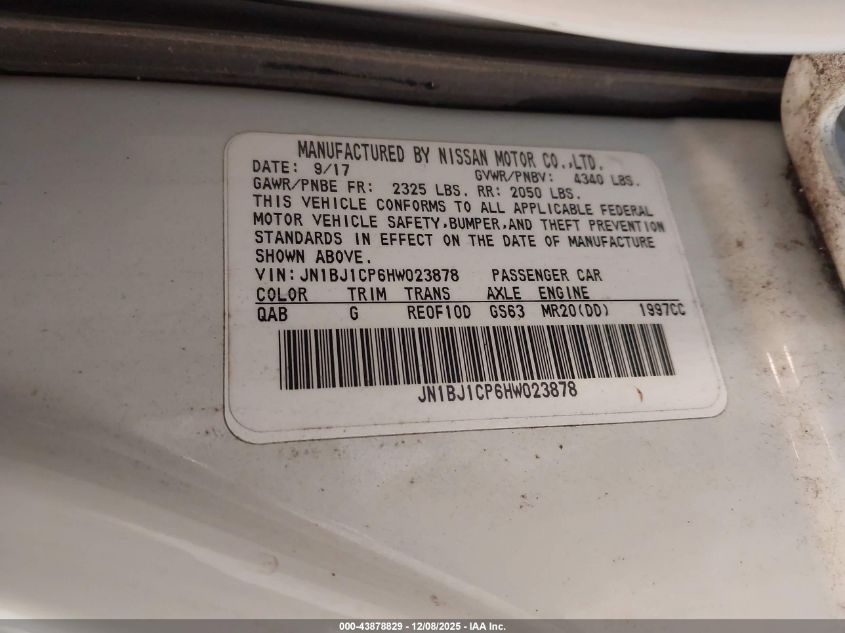 MANUFACTURED BY NISSAN MOTOR CO.,LTD.
DATE: 9/17 GVWR/PNBV: 4340 LBS.
GAWR/PNBE FR: 2325 LBS. RR: 2050 LBS.
THIS VEHICLE CONFORMS TO ALL APPLICABLE FEDERAL
MOTOR VEHICLE SAFETY,BUMPER,AND THEFT PREVENTION
STANDARDS IN EFFECT ON THE DATE OF MANUFACTURE
SHOWN ABOVE.
VIN: JN1BJ1CP6HW023878 PASSENGER CAR
COLOR TRIM TRANS AXLE ENGINE
QAB G RE0F10D GS63 MR20(DD) 1997CC
JN1BJ1CP6HW023878
000-43878829 - 12/08/2025 - IAA Inc.